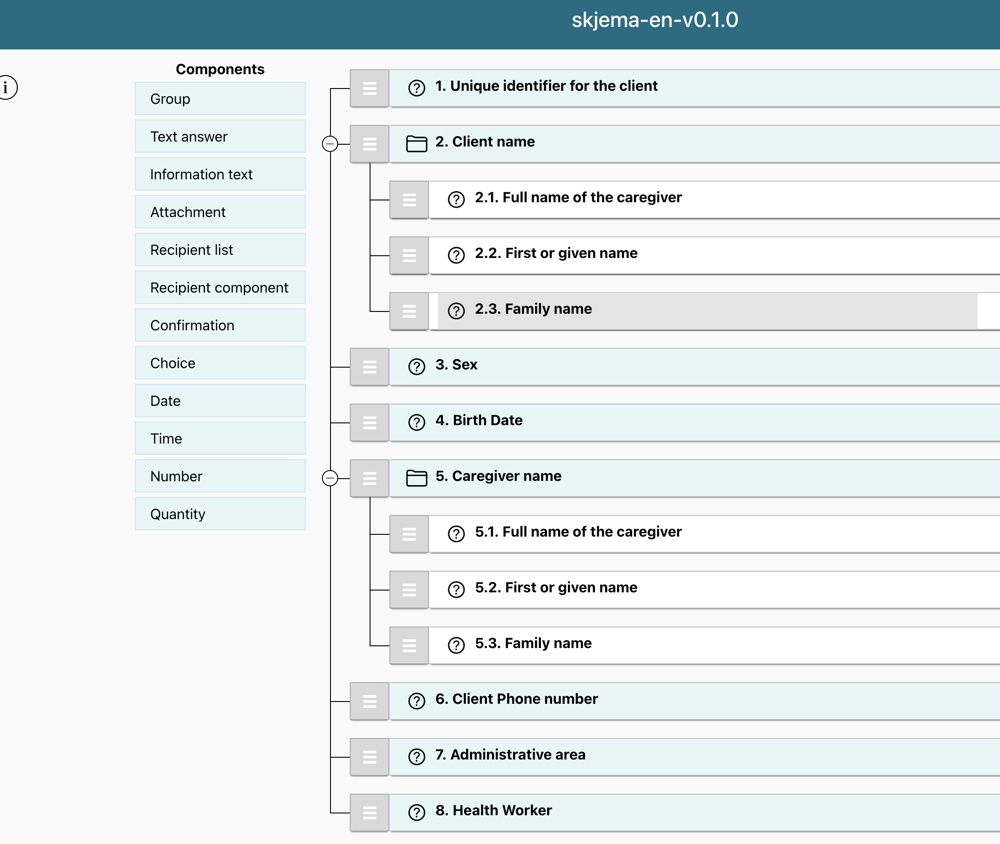 skjema-en-v0.1.0
i
Components
Group
Text answer
Information text
Attachment
Recipient list
Recipient component
Confirmation
Choice
Date
Time
Number
Quantity
1. Unique identifier for the client
2. Client name
2.1. Full name of the caregiver
2.2. First or given name
2.3. Family name
3. Sex
4. Birth Date
5. Caregiver name
5.1. Full name of the caregiver
5.2. First or given name
5.3. Family name
6. Client Phone number
7. Administrative area
8. Health Worker